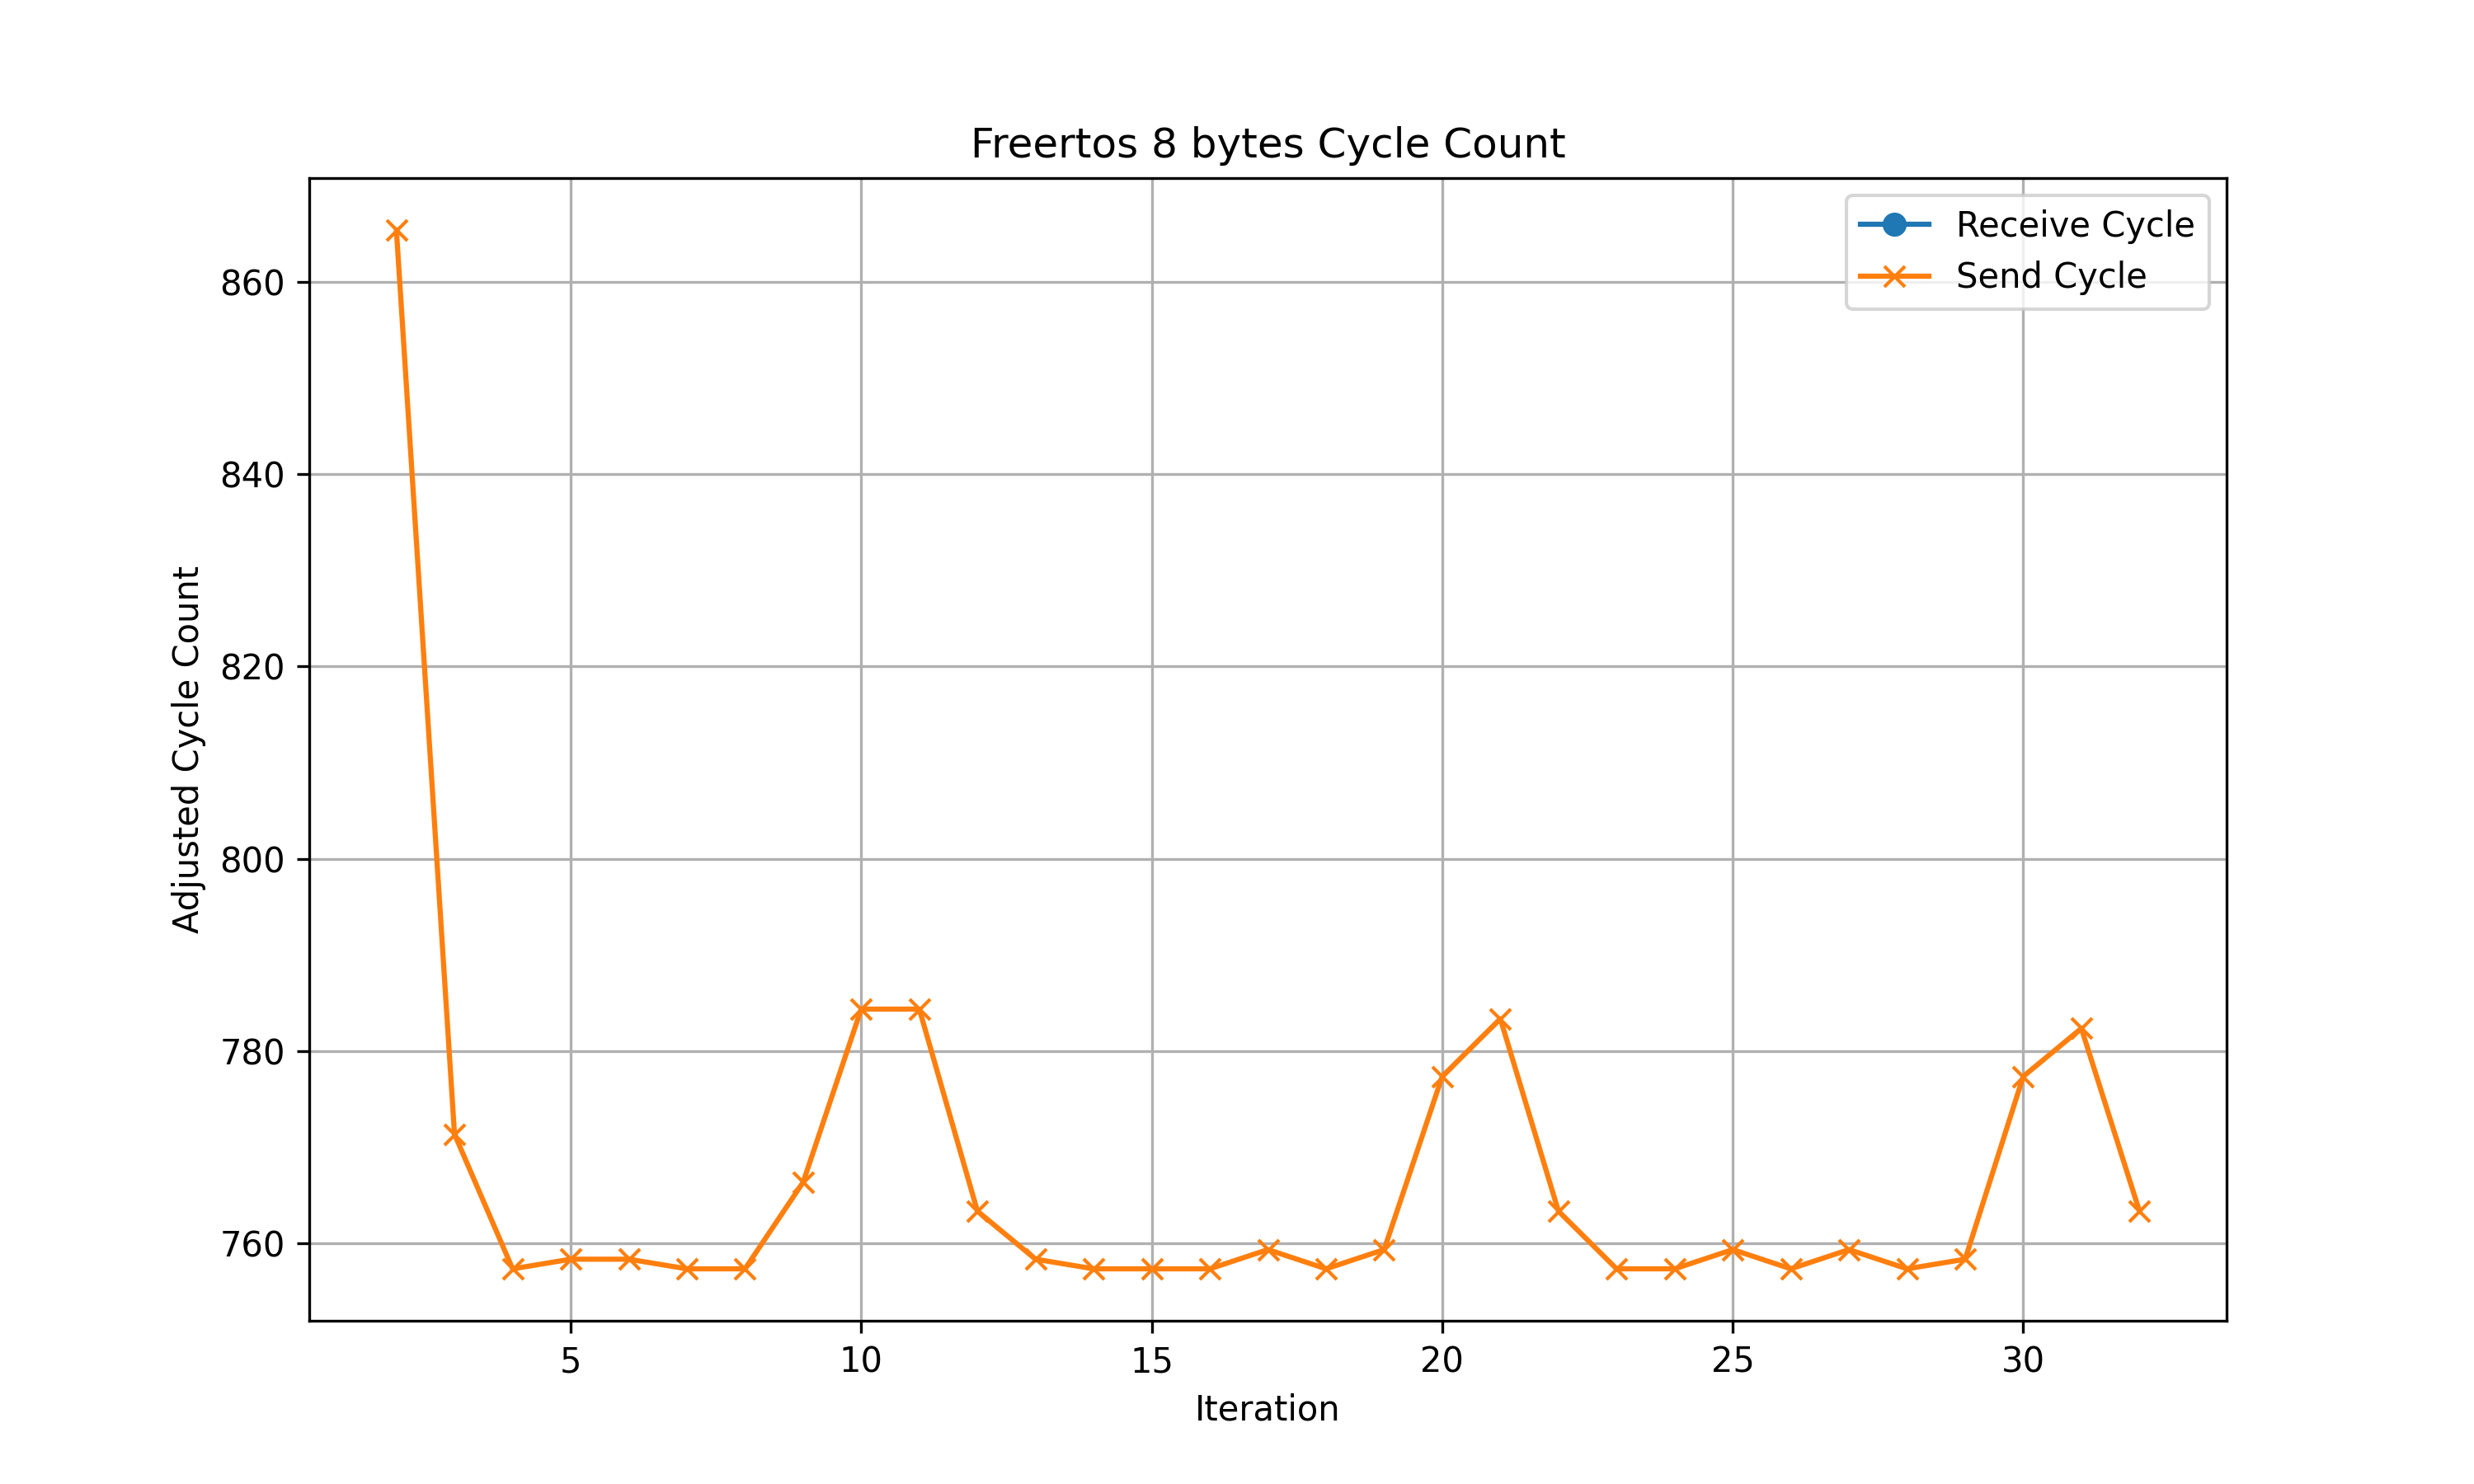 Freertos 8 bytes Cycle Count
Receive Cycle
Send Cycle
Adjusted Cycle Count
860
840
820
800
780
760
5 10 15 20 25 30
Iteration